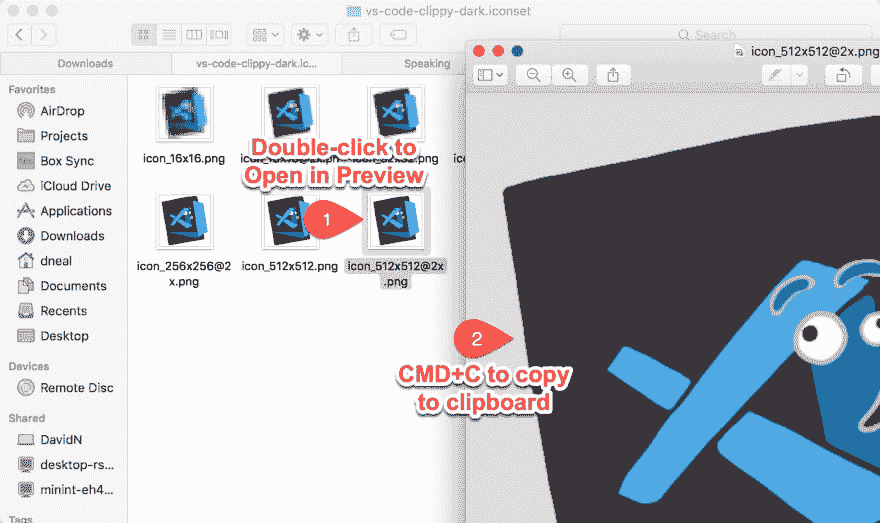 vs-code-clippy-dark.iconset
Search
Downloads
vs-code-clippy-dark.ic...
Speaking
icon_512x512@2x.png
Favorites
AirDrop
Projects
Box Sync
iCloud Drive
Applications
Downloads
dneal
Documents
Recents
Desktop
Devices
Remote Disc
Shared
DavidN
desktop-rs...
minint-eh4...
Tags
icon_16x16.png
Double-click to
Open in Preview
1
icon_256x256@2
x.png
icon_512x512.png
icon_512x512@2x
.png
2
CMD+C to copy
to clipboard